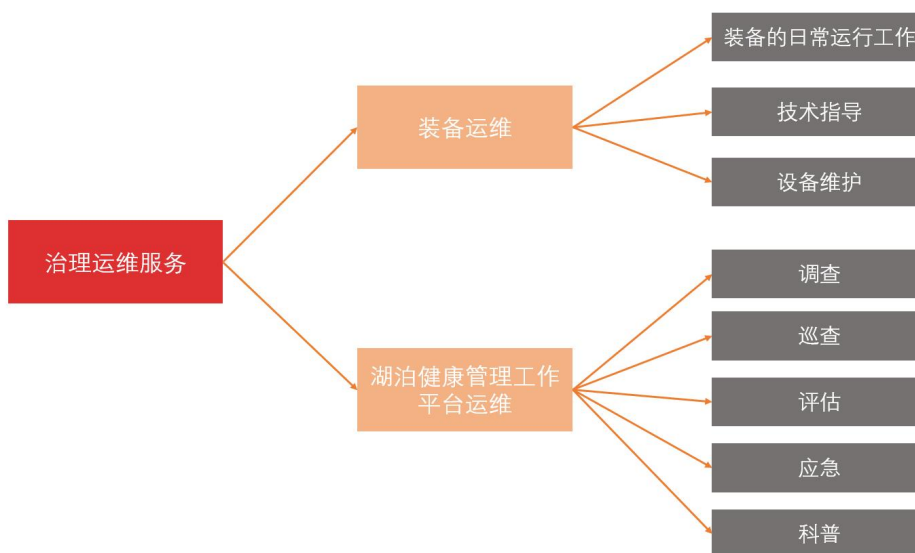 治理运维服务
装备运维
装备的日常运行工作
技术指导
设备维护
湖泊健康管理工作
平台运维
调查
巡查
评估
应急
科普